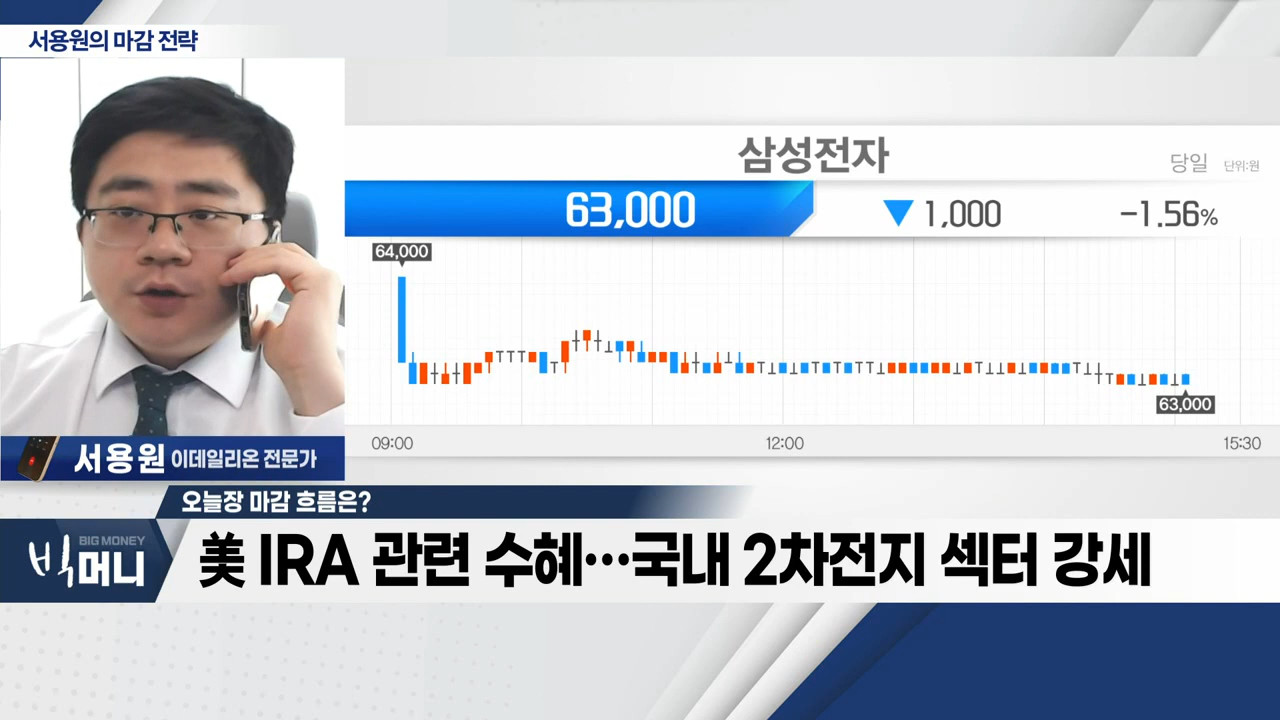 서용원의 마감 전략
삼성전자
당일 단위:원
63,000
▼ 1,000
-1.56%
64,000
63,000
09:00
12:00
15:30
서용원 이데일리온 전문가
오늘장 마감 흐름은?
BIG MONEY
빅머니
美 IRA 관련 수혜…국내 2차전지 섹터 강세